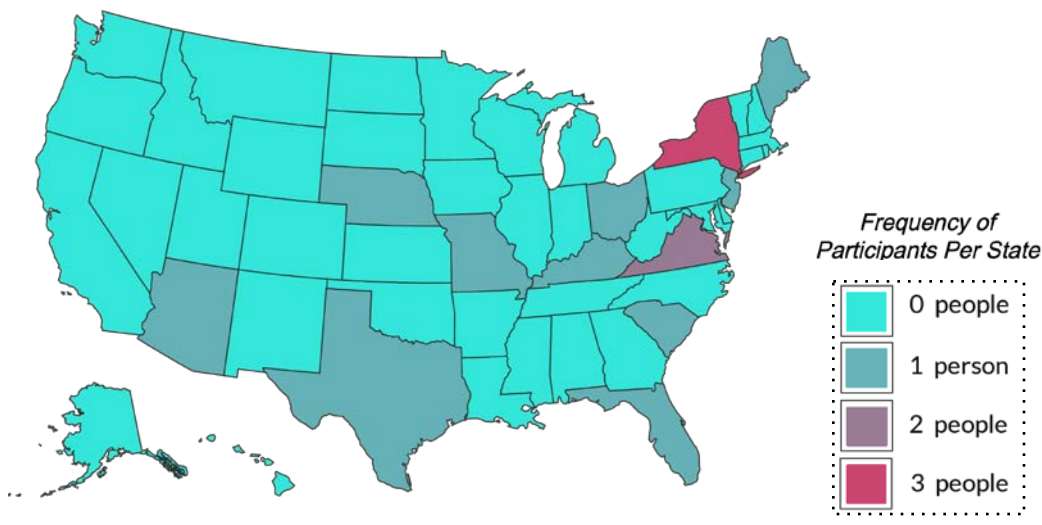 Frequency of
Participants Per State
0 people
1 person
2 people
3 people